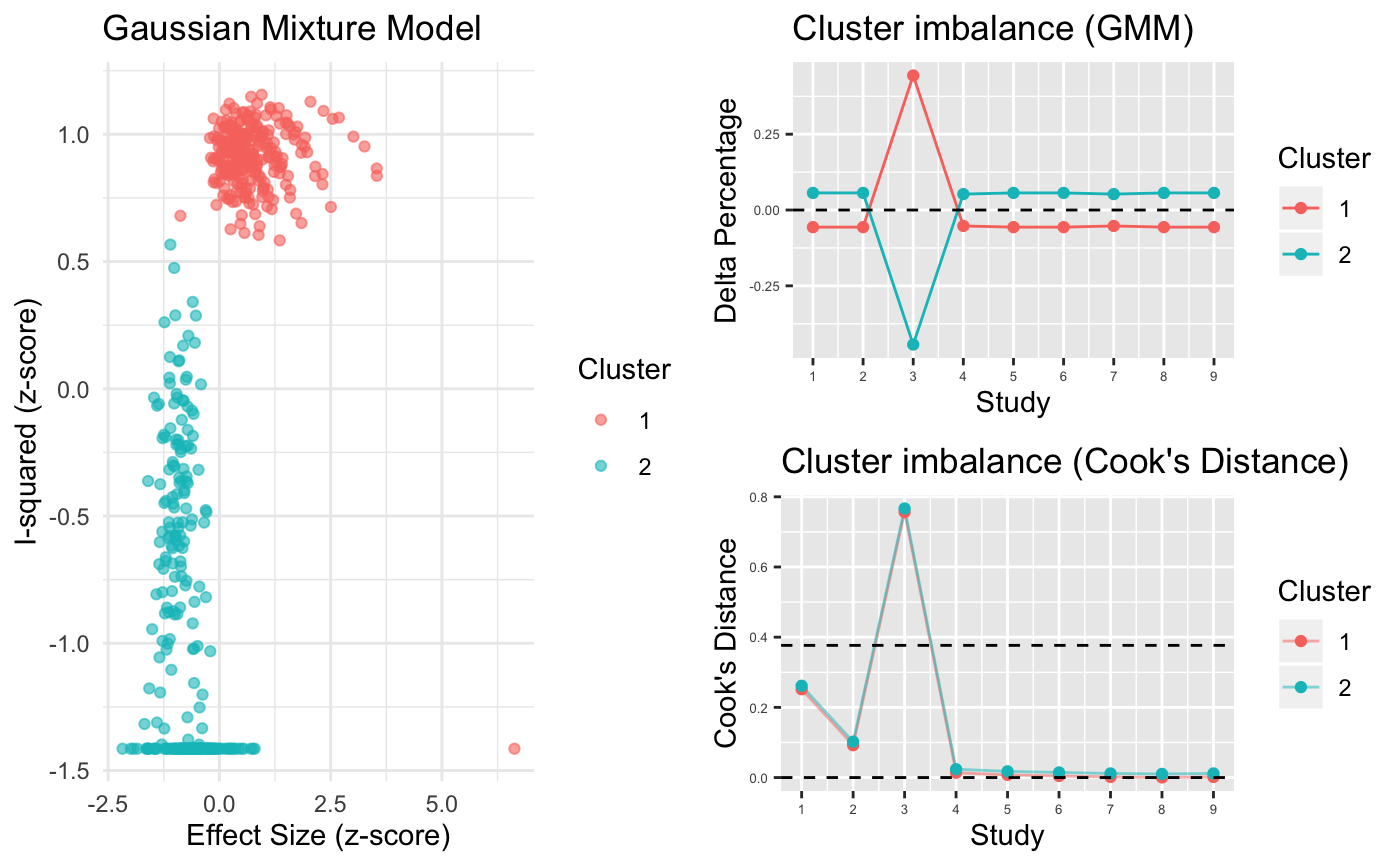 Gaussian Mixture Model
I-squared (z-score)
1.0
0.5
0.0
-0.5
-1.0
-1.5
-2.5 0.0 2.5 5.0
Effect Size (z-score)
Cluster
1
2
Cluster imbalance (GMM)
Delta Percentage
0.25
0.00
-0.25
1 2 3 4 5 6 7 8 9
Study
Cluster
1
2
Cluster imbalance (Cook's Distance)
Cook's Distance
0.8
0.6
0.4
0.2
0.0
1 2 3 4 5 6 7 8 9
Study
Cluster
1
2